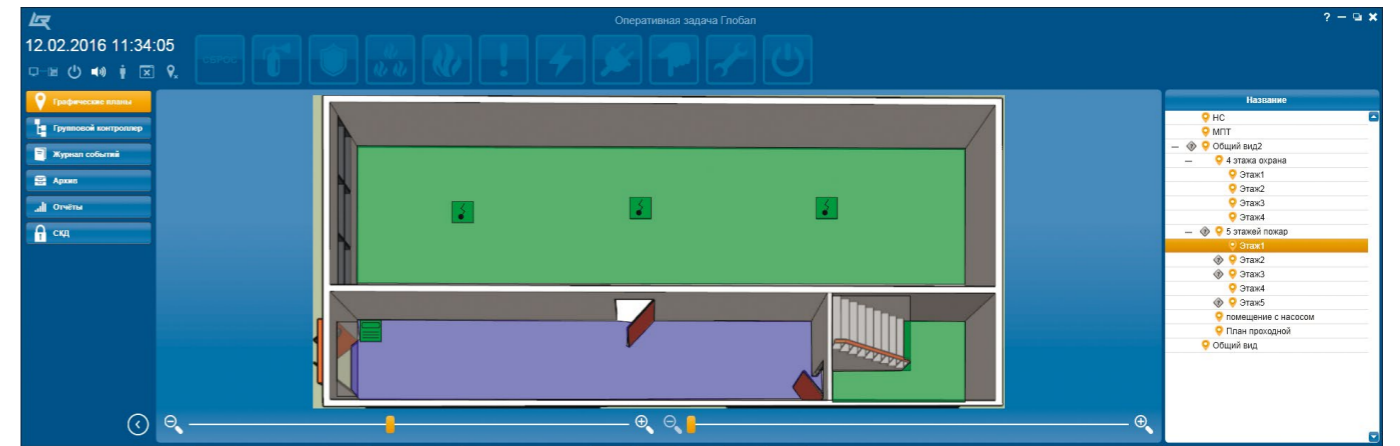 Оперативная задача Глобал
? – x
12.02.2016 11:34:05
СБРОС
Графические планы
Групповой контроллер
Журнал событий
Архив
Отчёты
СКД
Название
НС
МПТ
Общий вид2
4 этажа охрана
Этаж1
Этаж2
Этаж3
Этаж4
5 этажей пожар
Этаж1
Этаж2
Этаж3
Этаж4
Этаж5
помещение с насосом
План проходной
Общий вид